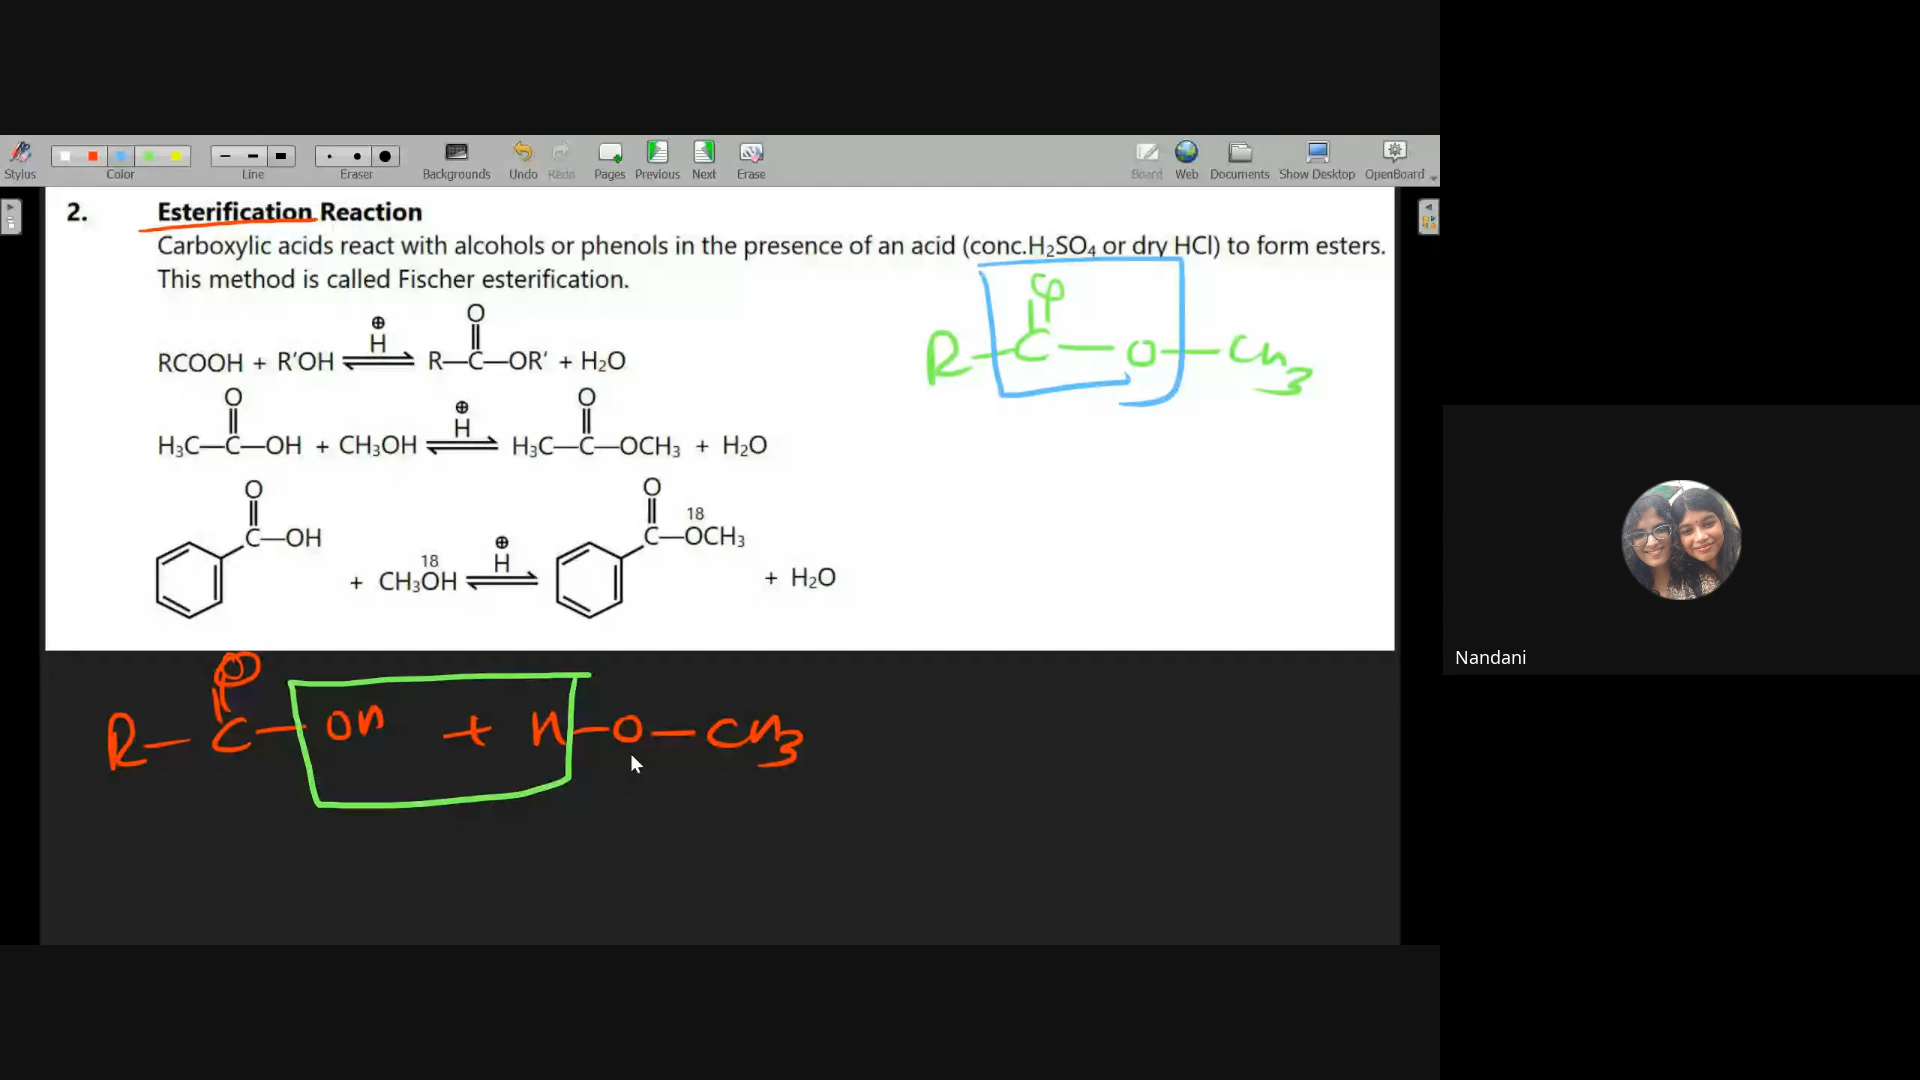 Stylus Color Line Eraser Backgrounds Undo Redo Pages Previous Next Erase Board Web Documents Show Desktop OpenBoard
2. Esterification Reaction
Carboxylic acids react with alcohols or phenols in the presence of an acid (conc.H₂SO₄ or dry HCl) to form esters.
This method is called Fischer esterification.
RCOOH + R'OH ⇌ (H⊕) R—C(=O)—OR' + H₂O
R—C(=O)—O—CH₃
H₃C—C(=O)—OH + CH₃OH ⇌ (H⊕) H₃C—C(=O)—OCH₃ + H₂O
C(=O)—OH + CH₃¹⁸OH ⇌ (H⊕) C(=O)—¹⁸OCH₃ + H₂O
R—C(=O)—OH + H—O—CH₃
Nandani